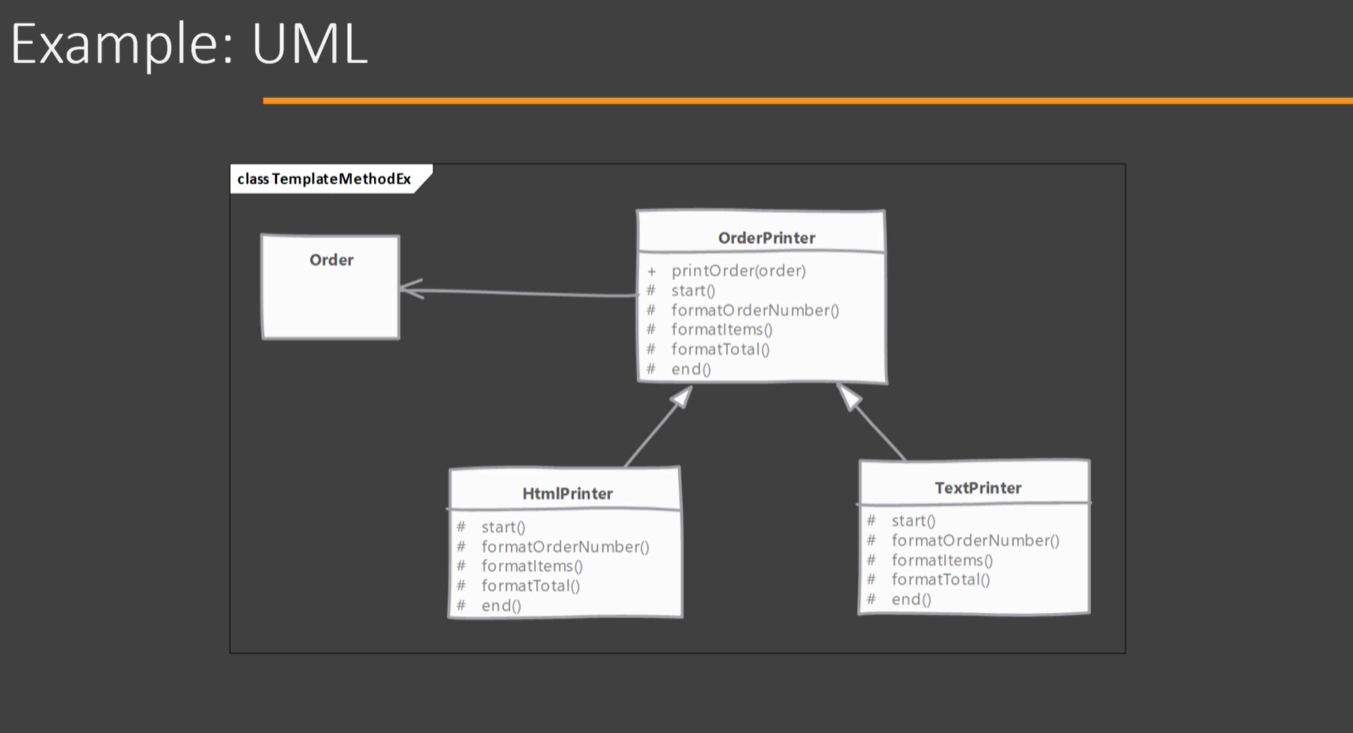 Example: UML
class TemplateMethodEx
Order
OrderPrinter
+ printOrder(order)
# start()
# formatOrderNumber()
# formatItems()
# formatTotal()
# end()
HtmlPrinter
# start()
# formatOrderNumber()
# formatItems()
# formatTotal()
# end()
TextPrinter
# start()
# formatOrderNumber()
# formatItems()
# formatTotal()
# end()